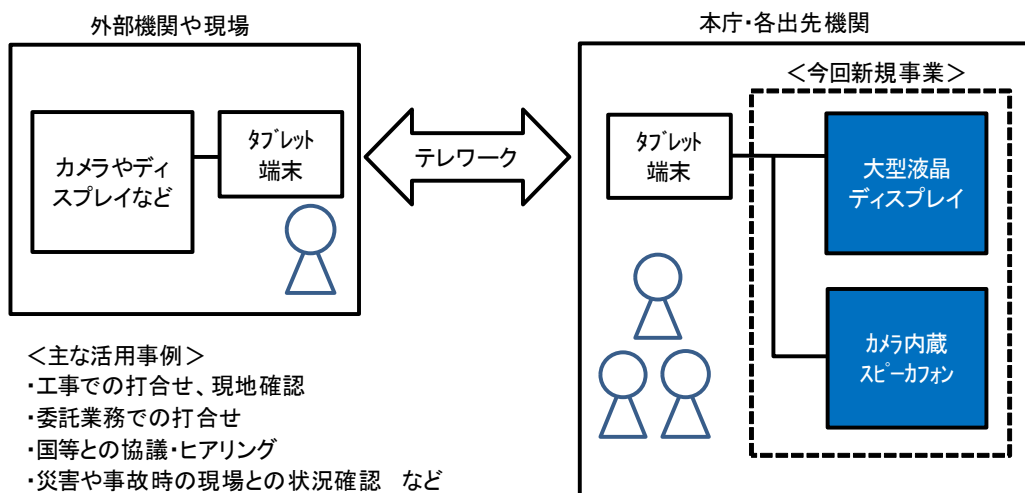 外部機関や現場
カメラやディ
スプレイなど
ﾀﾌﾞﾚｯﾄ
端末
テレワーク
本庁・各出先機関
＜今回新規事業＞
ﾀﾌﾞﾚｯﾄ
端末
大型液晶
ディスプレイ
ｶﾒﾗ内蔵
ｽﾋﾟｰｶﾌｫﾝ
＜主な活用事例＞
・工事での打合せ、現地確認
・委託業務での打合せ
・国等との協議・ヒアリング
・災害や事故時の現場との状況確認　など